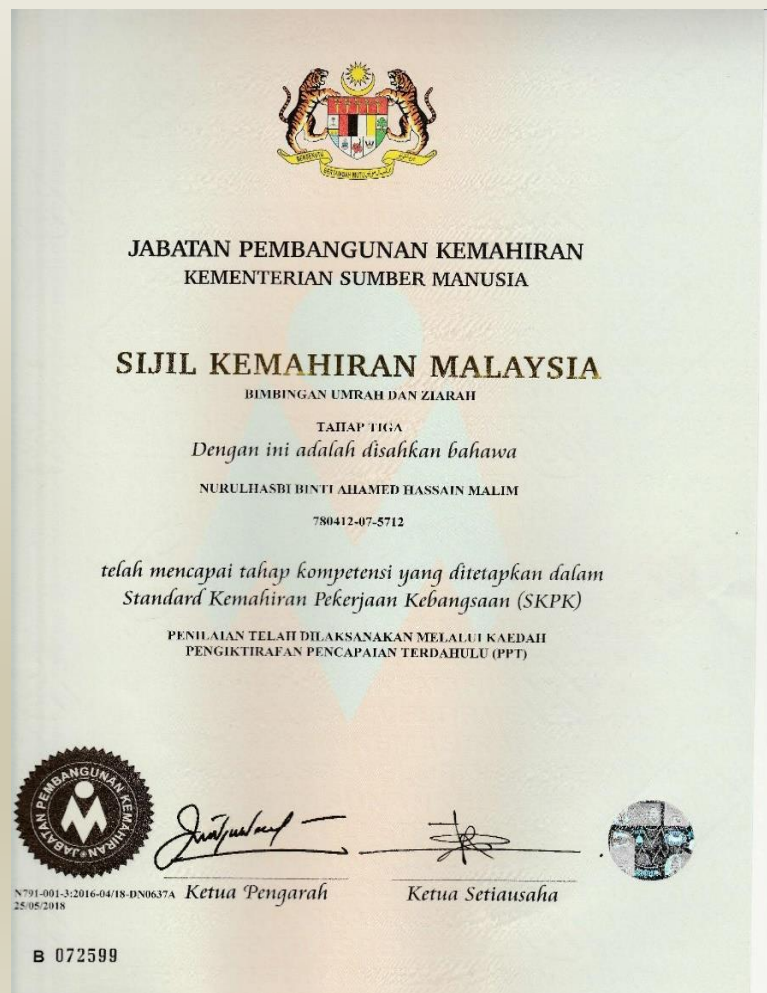 BERSEKUTU BERTAMBAH MUTU
JABATAN PEMBANGUNAN KEMAHIRAN
KEMENTERIAN SUMBER MANUSIA
SIJIL KEMAHIRAN MALAYSIA
BIMBINGAN UMRAH DAN ZIARAH
TAHAP TIGA
Dengan ini adalah disahkan bahawa
NURULHASBI BINTI AHAMED HASSAIN MALIM
780412-07-5712
telah mencapai tahap kompetensi yang ditetapkan dalam
Standard Kemahiran Pekerjaan Kebangsaan (SKPK)
PENILAIAN TELAH DILAKSANAKAN MELALUI KAEDAH
PENGIKTIRAFAN PENCAPAIAN TERDAHULU (PPT)
JABATAN PEMBANGUNAN KEMAHIRAN
N791-001-3:2016-04/18-DN0637A
25/05/2018
Ketua Pengarah
Ketua Setiausaha
B 072599